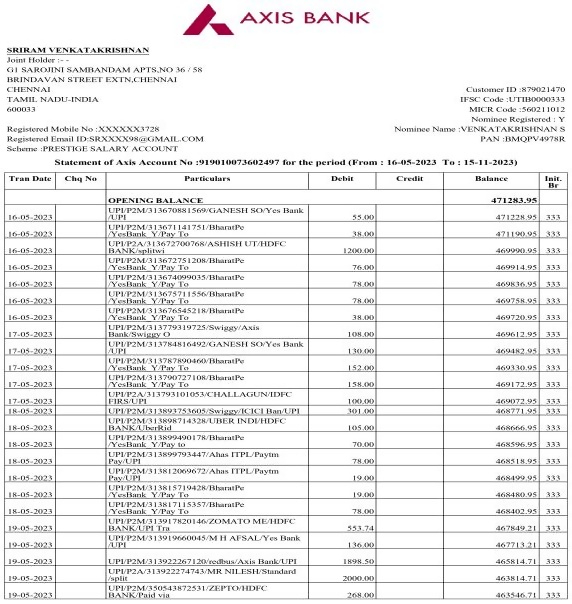 AXIS BANK
SRIRAM VENKATAKRISHNAN
Joint Holder :- -
G1 SAROJINI SAMBANDAM APTS,NO 36 / 58
BRINDAVAN STREET EXTN,CHENNAI
CHENNAI
TAMIL NADU-INDIA
600033
Customer ID :879021470
IFSC Code :UTIB0000333
MICR Code :560211012
Nominee Registered : Y
Registered Mobile No :XXXXXX3728
Nominee Name :VENKATAKRISHNAN S
Registered Email ID:SRXXXX98@GMAIL.COM
PAN :BMQPV4978R
Scheme :PRESTIGE SALARY ACCOUNT
Statement of Axis Account No :919010073602497 for the period (From : 16-05-2023 To : 15-11-2023)
Tran Date Chq No Particulars Debit Credit Balance Init. Br
OPENING BALANCE 471283.95
UPI/P2M/313670881569/GANESH SO/Yes Bank
16-05-2023 /UPI 55.00 471228.95 333
UPI/P2M/313671141751/BharatPe
16-05-2023 /YesBank_Y/Pay To 38.00 471190.95 333
UPI/P2A/313672700768/ASHISH UT/HDFC
16-05-2023 BANK/splitwi 1200.00 469990.95 333
UPI/P2M/313672751208/BharatPe
16-05-2023 /YesBank_Y/Pay To 76.00 469914.95 333
UPI/P2M/313674099035/BharatPe
16-05-2023 /YesBank_Y/Pay To 78.00 469836.95 333
UPI/P2M/313675711556/BharatPe
16-05-2023 /YesBank_Y/Pay To 78.00 469758.95 333
UPI/P2M/313676545218/BharatPe
16-05-2023 /YesBank_Y/Pay To 38.00 469720.95 333
UPI/P2M/313779319725/Swiggy/Axis
17-05-2023 Bank/Swiggy O 108.00 469612.95 333
UPI/P2M/313784816492/GANESH SO/Yes Bank
17-05-2023 /UPI 130.00 469482.95 333
UPI/P2M/313787890460/BharatPe
17-05-2023 /YesBank_Y/Pay To 152.00 469330.95 333
UPI/P2M/313790727108/BharatPe
17-05-2023 /YesBank_Y/Pay To 158.00 469172.95 333
UPI/P2A/313793101053/CHALLAGUN/IDFC
17-05-2023 FIRS/UPI 100.00 469072.95 333
18-05-2023 UPI/P2M/313893753605/Swiggy/ICICI Ban/UPI 301.00 468771.95 333
UPI/P2M/313898714328/UBER INDI/HDFC
18-05-2023 BANK/UberRid 105.00 468666.95 333
UPI/P2M/313899490178/BharatPe
18-05-2023 /YesBank_Y/Pay to 70.00 468596.95 333
UPI/P2M/313899793447/Ahas ITPL/Paytm
18-05-2023 Pay/UPI 78.00 468518.95 333
UPI/P2M/313812069672/Ahas ITPL/Paytm
18-05-2023 Pay/UPI 19.00 468499.95 333
UPI/P2M/313815719428/BharatPe
18-05-2023 /YesBank_Y/Pay To 19.00 468480.95 333
UPI/P2M/313817115357/BharatPe
18-05-2023 /YesBank_Y/Pay To 78.00 468402.95 333
UPI/P2M/313917820146/ZOMATO ME/HDFC
19-05-2023 BANK/UPI Tra 553.74 467849.21 333
UPI/P2M/313919660045/M H AFSAL/Yes Bank
19-05-2023 /UPI 136.00 467713.21 333
19-05-2023 UPI/P2M/313922267120/redbus/Axis Bank/UPI 1898.50 465814.71 333
UPI/P2A/313922274743/MR NILESH/Standard
19-05-2023 /split 2000.00 463814.71 333
UPI/P2M/350543872531/ZEPTO/HDFC
19-05-2023 BANK/Paid via 268.00 463546.71 333